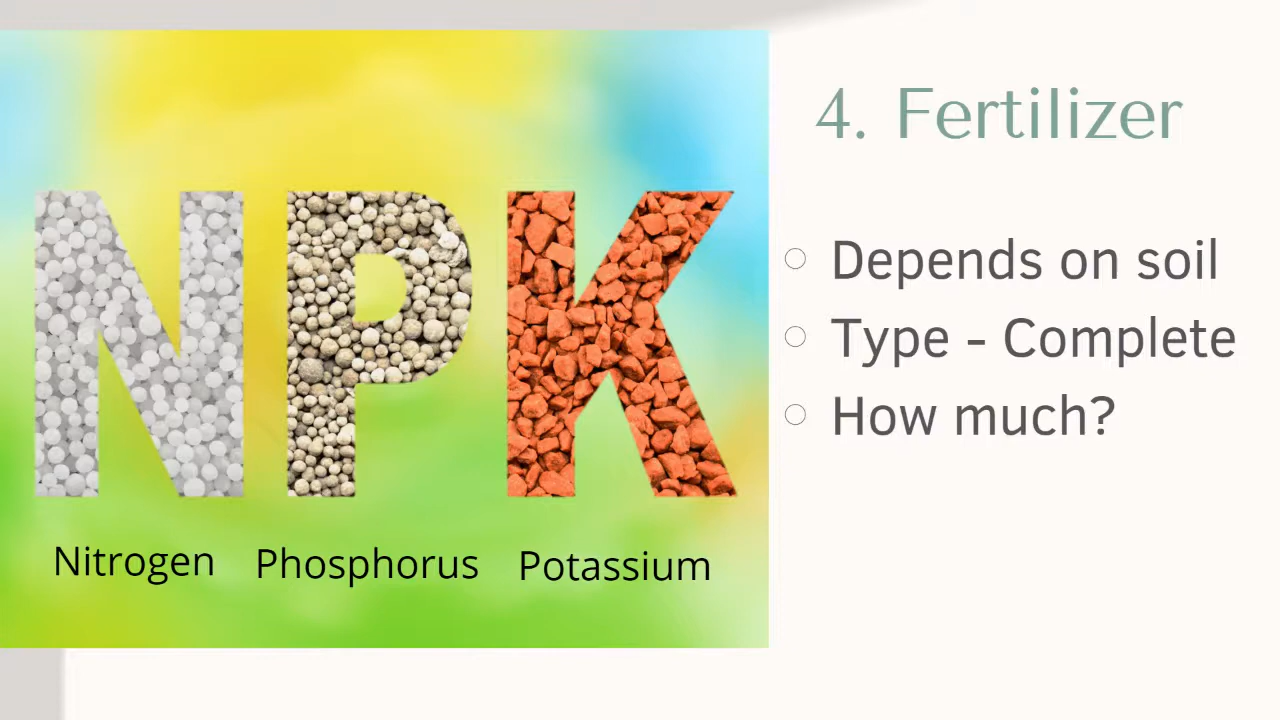 NPK
Nitrogen Phosphorus Potassium
4. Fertilizer
Depends on soil
Type - Complete
How much?